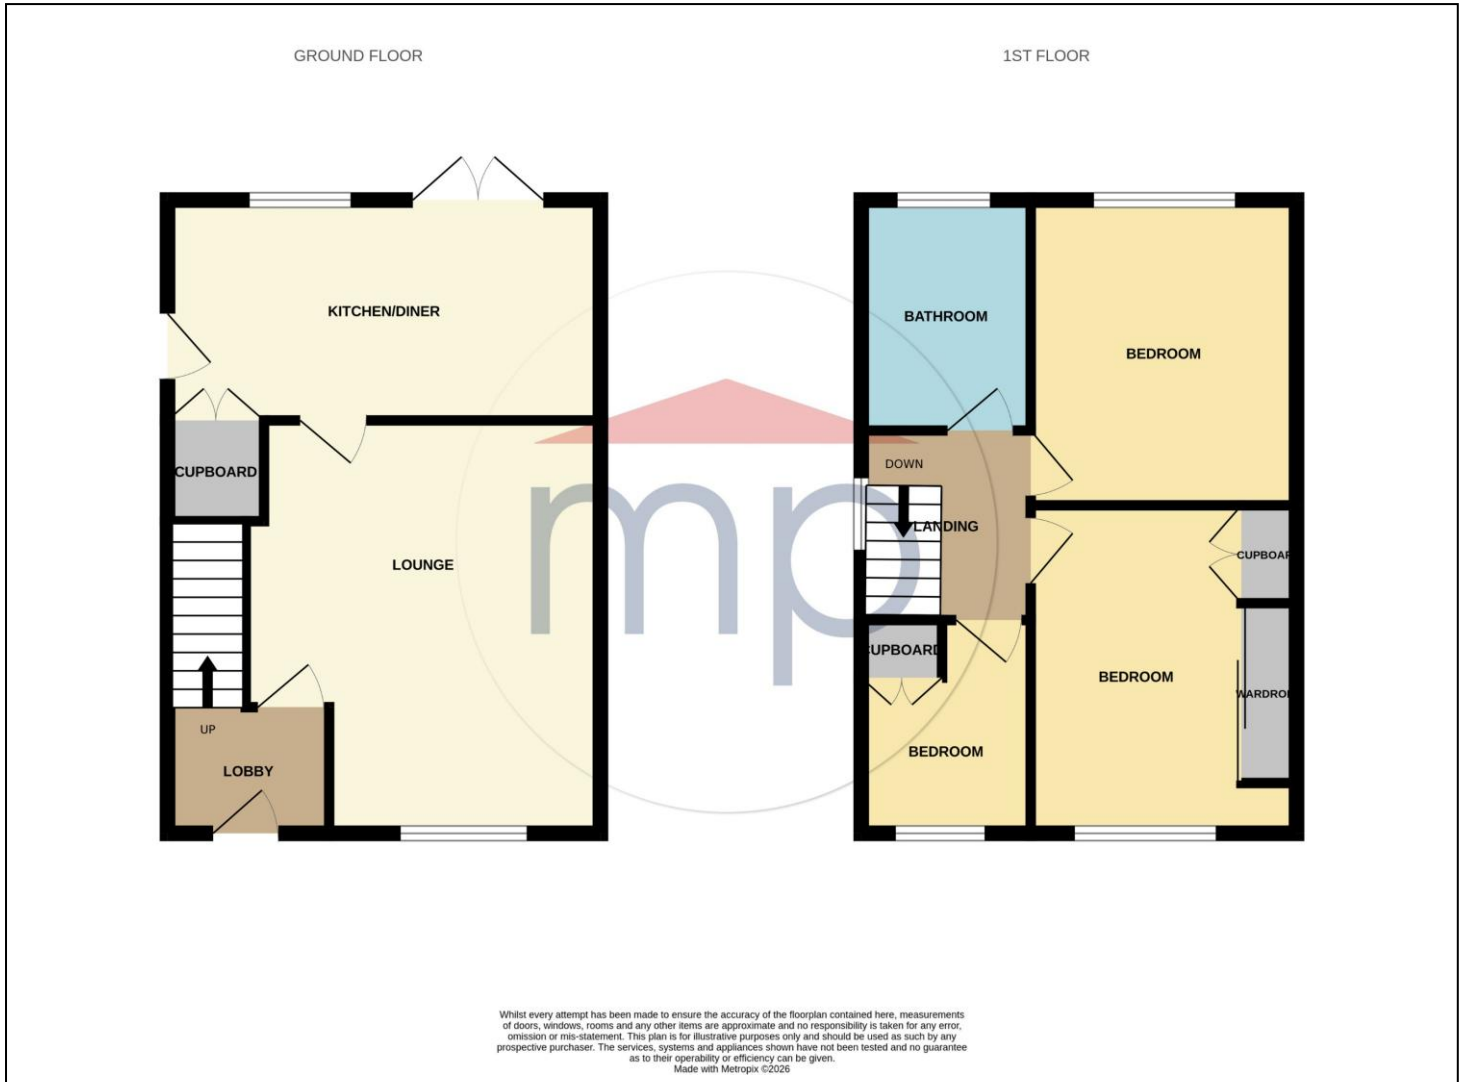 GROUND FLOOR
1ST FLOOR
KITCHEN/DINER
CUPBOARD
LOUNGE
UP
LOBBY
BATHROOM
BEDROOM
DOWN
LANDING
CUPBOAR
CUPBOARD
BEDROOM
WARDRO
BEDROOM
mp
Whilst every attempt has been made to ensure the accuracy of the floorplan contained here, measurements
of doors, windows, rooms and any other items are approximate and no responsibility is taken for any error,
omission or mis-statement. This plan is for illustrative purposes only and should be used as such by any
prospective purchaser. The services, systems and appliances shown have not been tested and no guarantee
as to their operability or efficiency can be given.
Made with Metropix ©2026